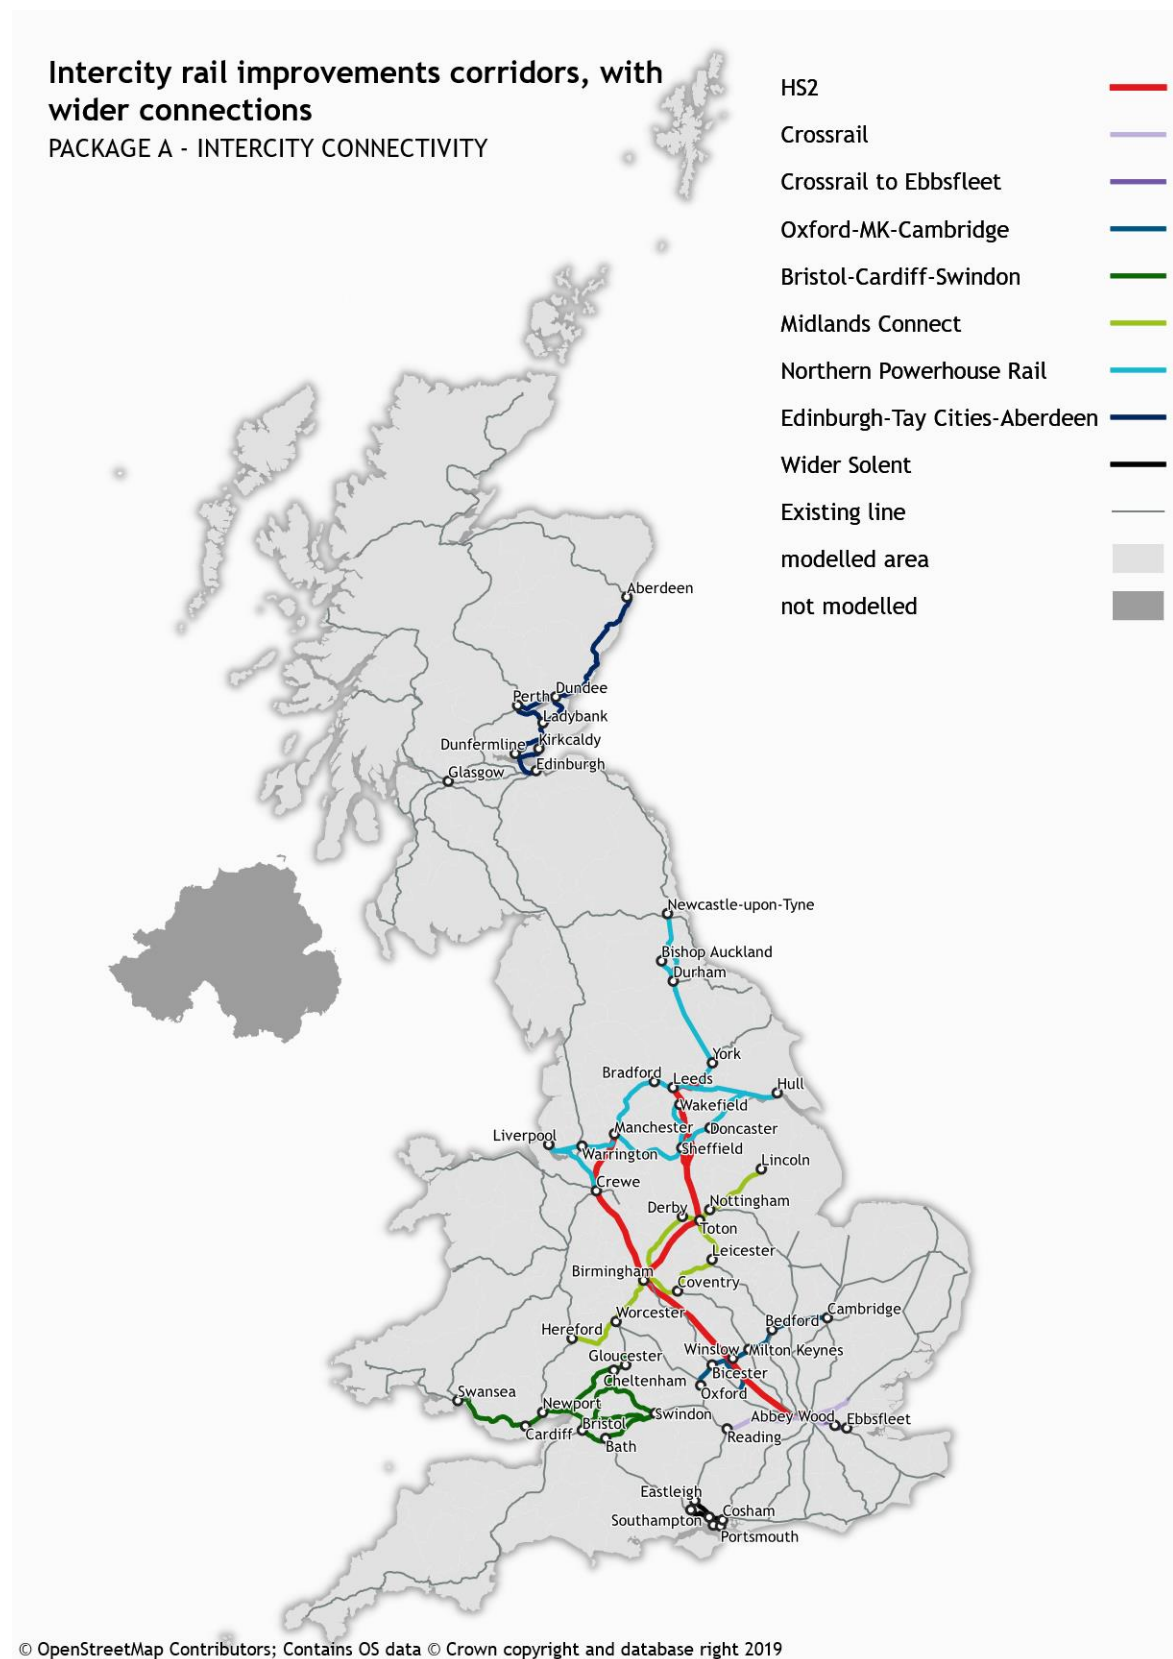 Intercity rail improvements corridors, with
wider connections
PACKAGE A - INTERCITY CONNECTIVITY
HS2
Crossrail
Crossrail to Ebbsfleet
Oxford-MK-Cambridge
Bristol-Cardiff-Swindon
Midlands Connect
Northern Powerhouse Rail
Edinburgh-Tay Cities-Aberdeen
Wider Solent
Existing line
modelled area
not modelled
Aberdeen
Dundee
Perth
Ladybank
Kirkcaldy
Dunfermline
Edinburgh
Glasgow
Newcastle-upon-Tyne
Bishop Auckland
Durham
York
Bradford
Leeds
Hull
Wakefield
Manchester
Doncaster
Liverpool
Warrington
Sheffield
Lincoln
Crewe
Nottingham
Derby
Toton
Leicester
Birmingham
Coventry
Worcester
Cambridge
Bedford
Hereford
Winslow
Milton Keynes
Gloucester
Bicester
Cheltenham
Oxford
Swansea
Newport
Swindon
Abbey Wood
Ebbsfleet
Bristol
Cardiff
Reading
Bath
Eastleigh
Cosham
Southampton
Portsmouth
© OpenStreetMap Contributors; Contains OS data © Crown copyright and database right 2019